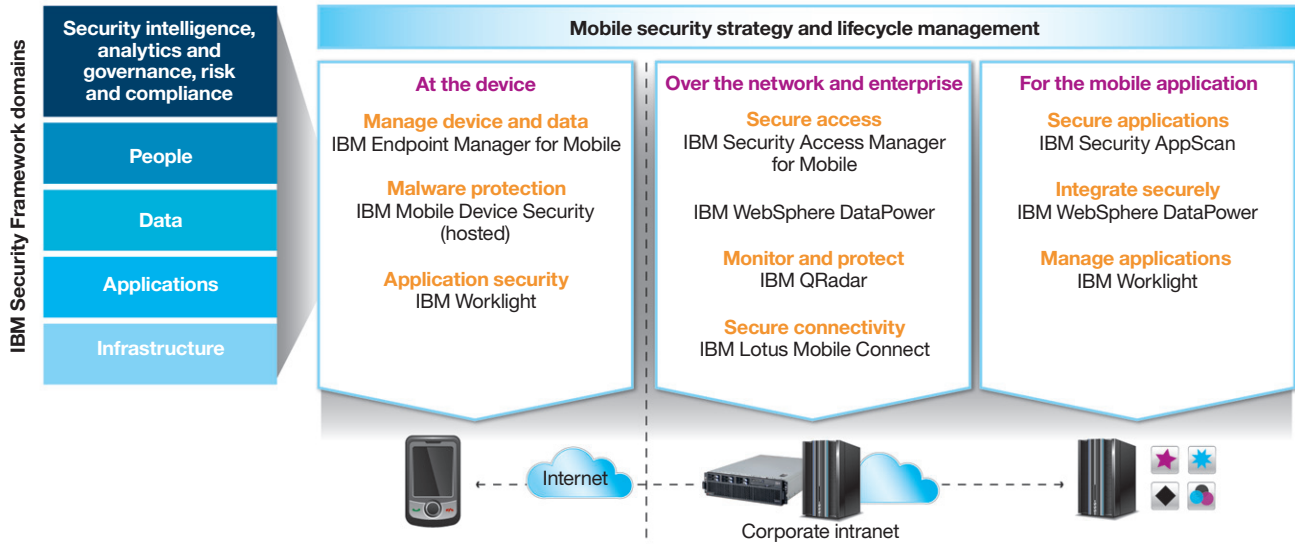 IBM Security Framework domains
Security intelligence,
analytics and
governance, risk
and compliance
People
Data
Applications
Infrastructure
Mobile security strategy and lifecycle management
At the device
Manage device and data
IBM Endpoint Manager for Mobile
Malware protection
IBM Mobile Device Security
(hosted)
Application security
IBM Worklight
Over the network and enterprise
Secure access
IBM Security Access Manager
for Mobile
IBM WebSphere DataPower
Monitor and protect
IBM QRadar
Secure connectivity
IBM Lotus Mobile Connect
For the mobile application
Secure applications
IBM Security AppScan
Integrate securely
IBM WebSphere DataPower
Manage applications
IBM Worklight
Internet
Corporate intranet